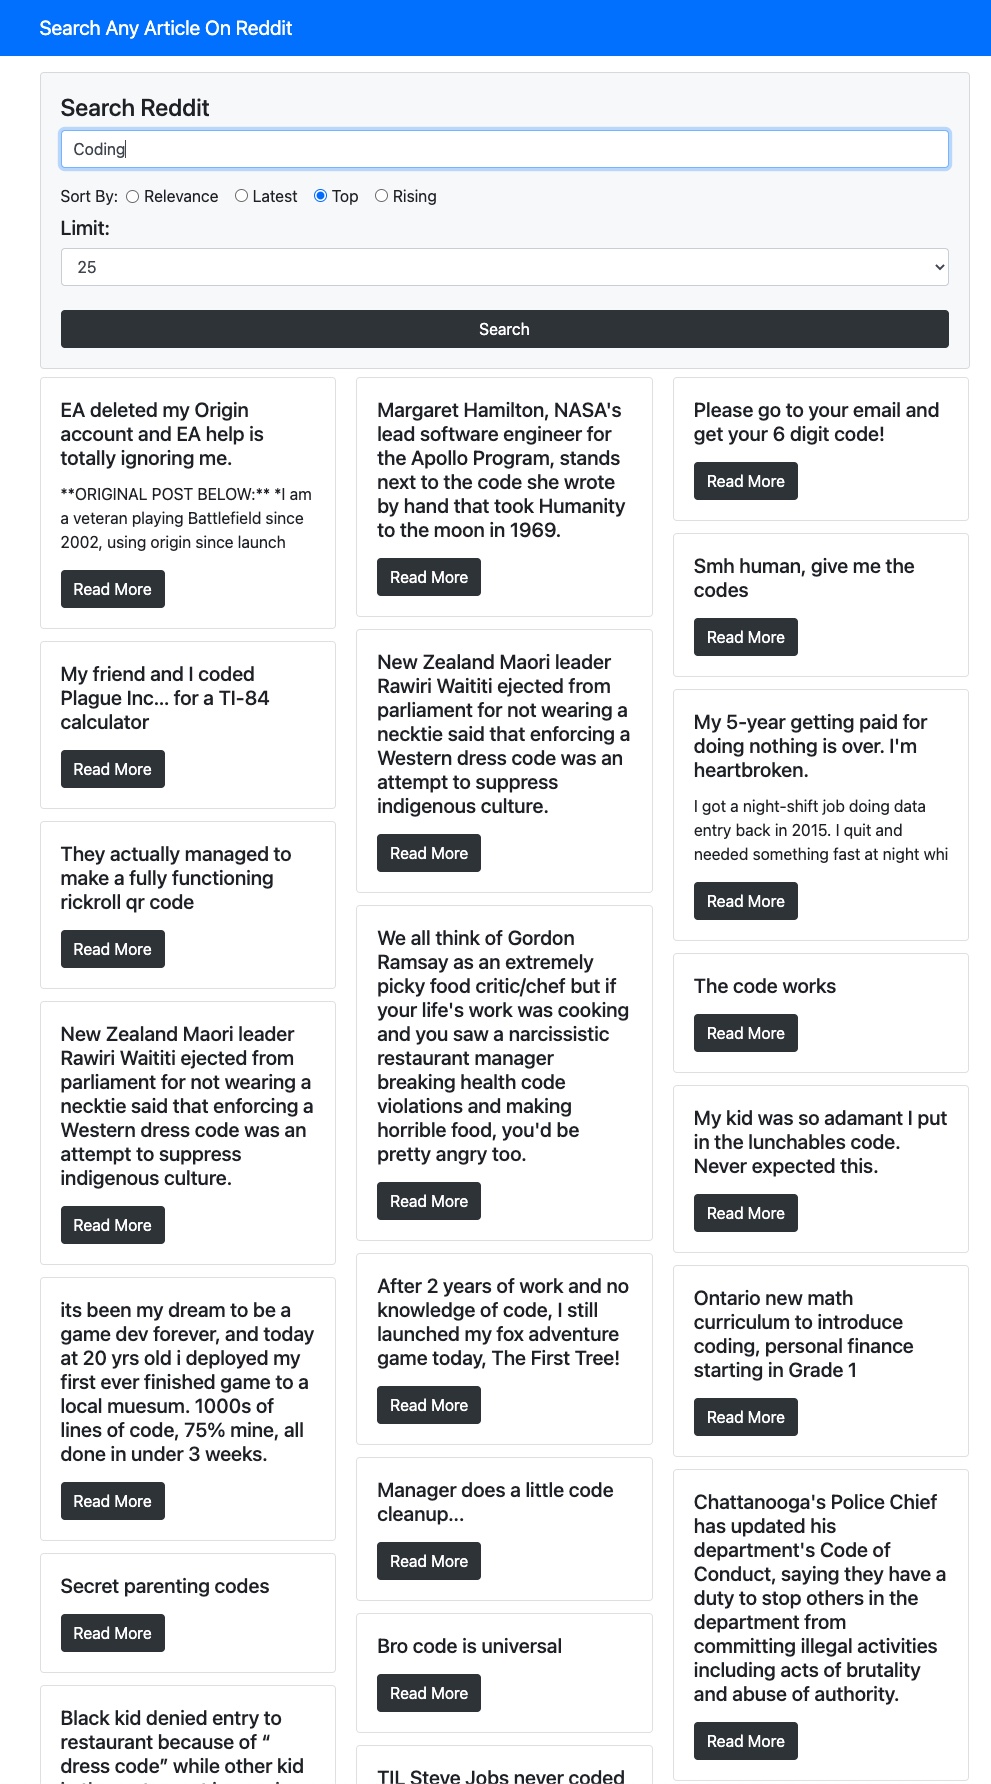 Search Any Article On Reddit
Search Reddit
Coding
Sort By: Relevance Latest Top Rising
Limit:
25
Search
EA deleted my Origin
account and EA help is
totally ignoring me.
**ORIGINAL POST BELOW:** *I am
a veteran playing Battlefield since
2002, using origin since launch
Read More
My friend and I coded
Plague Inc... for a TI-84
calculator
Read More
They actually managed to
make a fully functioning
rickroll qr code
Read More
New Zealand Maori leader
Rawiri Waititi ejected from
parliament for not wearing a
necktie said that enforcing a
Western dress code was an
attempt to suppress
indigenous culture.
Read More
its been my dream to be a
game dev forever, and today
at 20 yrs old i deployed my
first ever finished game to a
local muesum. 1000s of
lines of code, 75% mine, all
done in under 3 weeks.
Read More
Secret parenting codes
Read More
Black kid denied entry to
restaurant because of “
dress code” while other kid
Margaret Hamilton, NASA's
lead software engineer for
the Apollo Program, stands
next to the code she wrote
by hand that took Humanity
to the moon in 1969.
Read More
New Zealand Maori leader
Rawiri Waititi ejected from
parliament for not wearing a
necktie said that enforcing a
Western dress code was an
attempt to suppress
indigenous culture.
Read More
We all think of Gordon
Ramsay as an extremely
picky food critic/chef but if
your life's work was cooking
and you saw a narcissistic
restaurant manager
breaking health code
violations and making
horrible food, you'd be
pretty angry too.
Read More
After 2 years of work and no
knowledge of code, I still
launched my fox adventure
game today, The First Tree!
Read More
Manager does a little code
cleanup...
Read More
Bro code is universal
Read More
TIL Steve Jobs never coded
Please go to your email and
get your 6 digit code!
Read More
Smh human, give me the
codes
Read More
My 5-year getting paid for
doing nothing is over. I'm
heartbroken.
I got a night-shift job doing data
entry back in 2015. I quit and
needed something fast at night whi
Read More
The code works
Read More
My kid was so adamant I put
in the lunchables code.
Never expected this.
Read More
Ontario new math
curriculum to introduce
coding, personal finance
starting in Grade 1
Read More
Chattanooga's Police Chief
has updated his
department's Code of
Conduct, saying they have a
duty to stop others in the
department from
committing illegal activities
including acts of brutality
and abuse of authority.
Read More